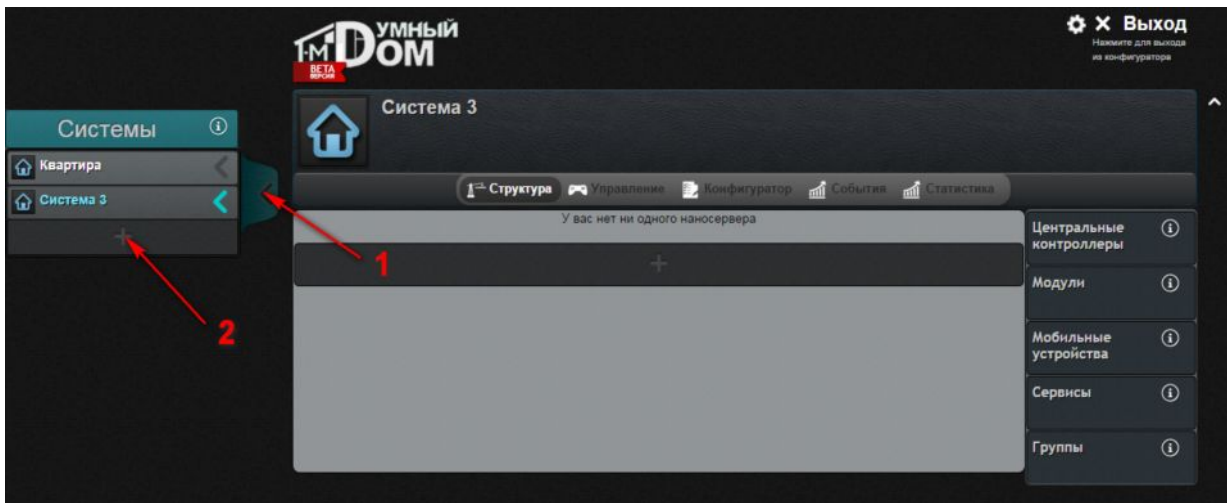 УМНЫЙ
ДОМ
BETA
ВЕРСИЯ
Выход
Нажмите для выхода
из конфигуратора
Системы
Квартира
Система 3
Система 3
Структура Управление Конфигуратор События Статистика
У вас нет ни одного наносервера
+
+
Центральные
контроллеры
Модули
Мобильные
устройства
Сервисы
Группы
1
2